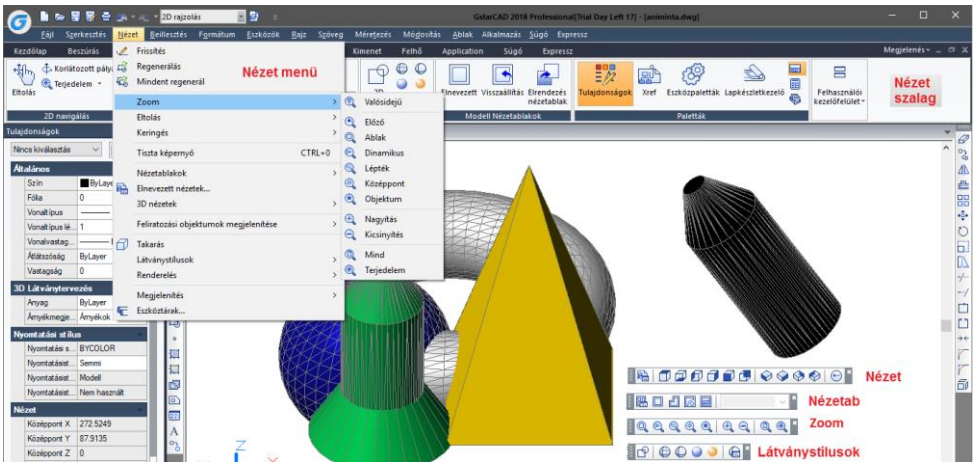 2D rajzolás
GstarCAD 2018 Professional[Trial Day Left 17] - [animinta.dwg]
Fájl Szerkesztés Nézet Beillesztés Formátum Eszközök Rajz Szöveg Méretezés Módosítás Ablak Alkalmazás Súgó Expressz
Kezdőlap Beszúrás Kimenet Felhő Application Súgó Expressz Megjelenés
Eltolás
Korlátozott
Terjedelem
2D navigálás
Elnevezett Visszaállítás Elrendezés nézetablak
Modell Nézetablakok
Tulajdonságok Xref Eszközpaletták Lapkészletkezelő
Paletták
Felhasználói kezelőfelület
Nézet szalag
Nézet menü
Frissítés
Regenerálás
Mindent regenerál
Zoom
Eltolás
Keringés
Tiszta képernyő CTRL+0
Nézetablakok
Elnevezett nézetek...
3D nézetek
Feliratozási objektumok megjelenítése
Takarás
Látványstílusok
Renderelés
Megjelenítés
Eszköztárak...
Valósidejű
Előző
Ablak
Dinamikus
Lépték
Középpont
Objektum
Nagyítás
Kicsinyítés
Mind
Terjedelem
Tulajdonságok
Nincs kiválasztás
Általános
Szín ByLaye
Fólia 0
Vonaltípus
Vonaltípus lé... 1
Vonalvastag...
Átlátszóság ByLayer
Vastagság 0
3D Látványtervezés
Anyag ByLayer
Árnyékmegje... Árnyékok
Nyomtatási stílus
Nyomtatási s... BYCOLOR
Nyomtatásist... Semmi
Nyomtatásist... Modell
Nyomtatásist... Nem használt
Nézet
Középpont X 272.5249
Középpont Y 87.9135
Középpont Z 0
A
Z
Nézet
Nézetab
Zoom
Látványstílusok